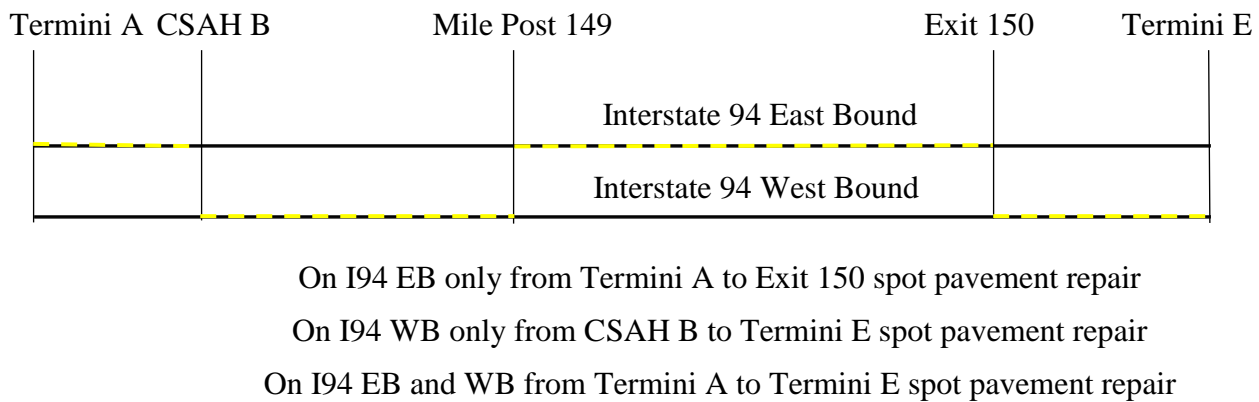 Termini A CSAH B Mile Post 149 Exit 150 Termini E
Interstate 94 East Bound
Interstate 94 West Bound
On I94 EB only from Termini A to Exit 150 spot pavement repair
On I94 WB only from CSAH B to Termini E spot pavement repair
On I94 EB and WB from Termini A to Termini E spot pavement repair